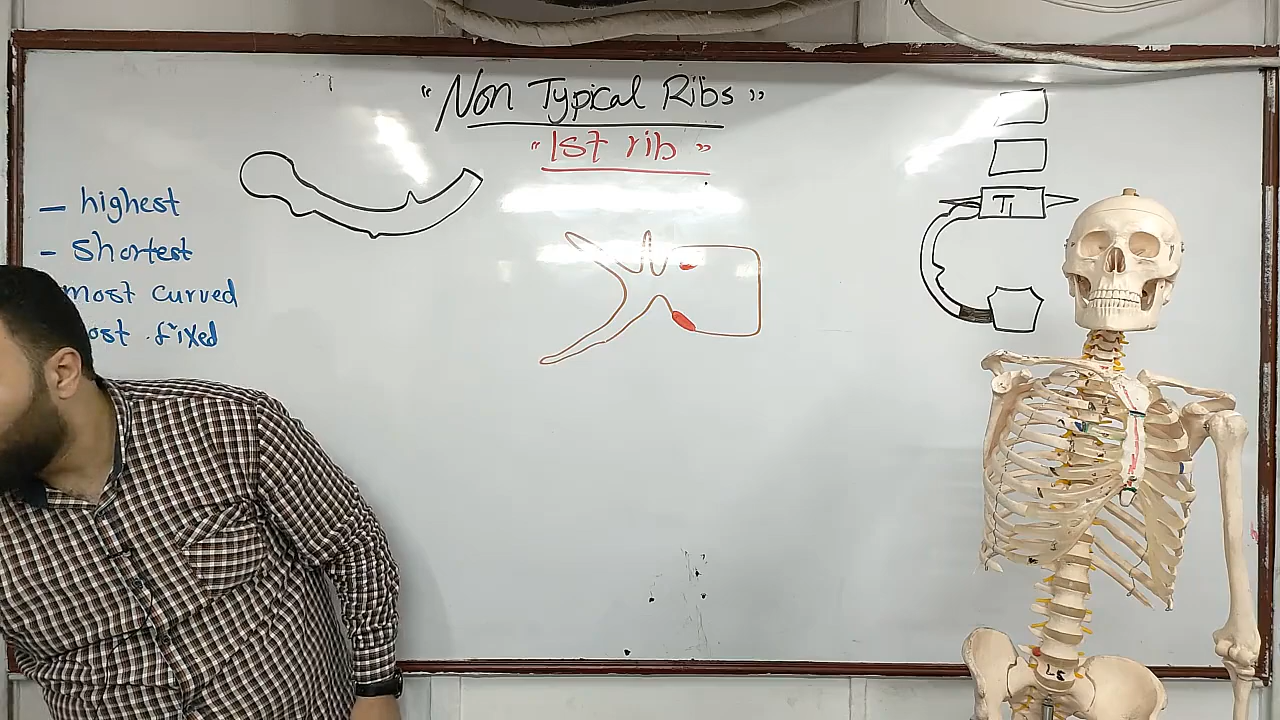 "Non Typical Ribs"
"1st rib"
- highest
- shortest
most curved
ost fixed
T1
L5